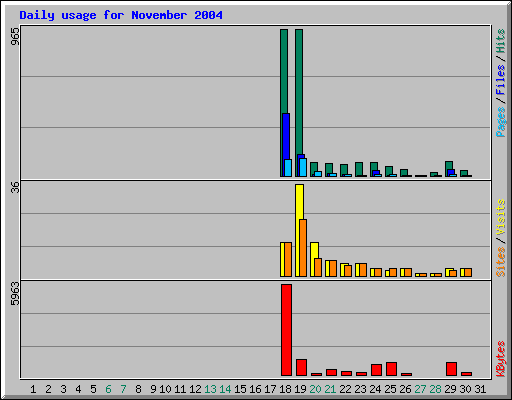 Daily usage for November 2004
965
Pages / Files / Hits
36
Sites / Visits
5963
KBytes
1 2 3 4 5 6 7 8 9 10 11 12 13 14 15 16 17 18 19 20 21 22 23 24 25 26 27 28 29 30 31